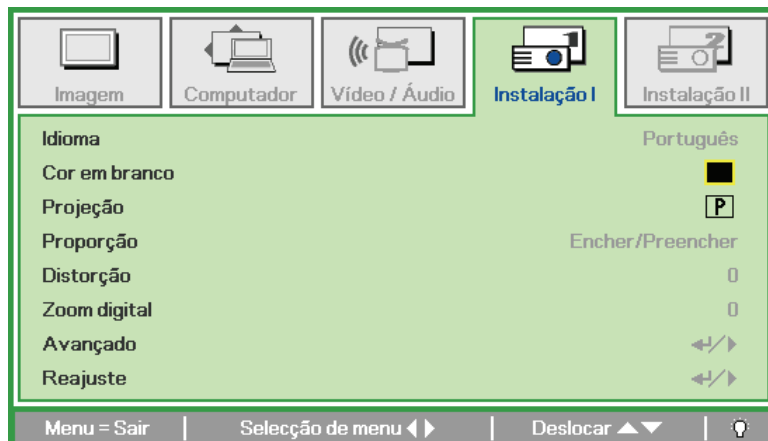 Imagem Computador Vídeo / Áudio Instalação I Instalação II
Idioma Português
Cor em branco
Projeção P
Proporção Encher/Preencher
Distorção 0
Zoom digital 0
Avançado
Reajuste
Menu = Sair Selecção de menu Deslocar